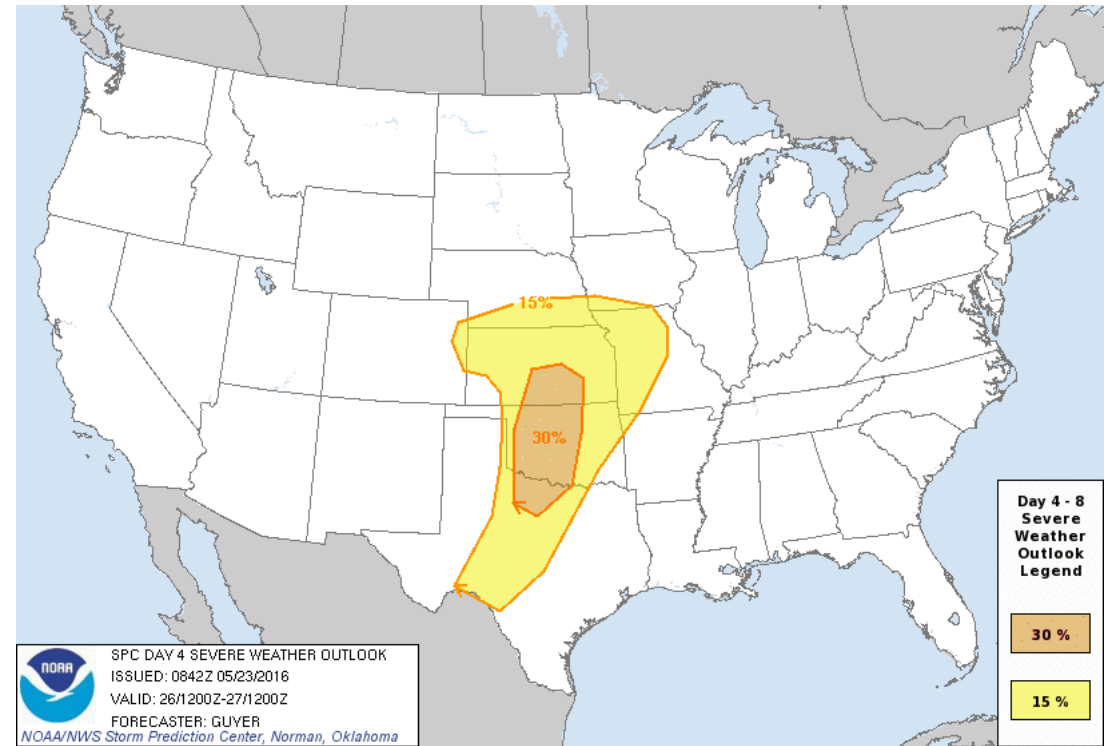 15%
30%
Day 4 - 8
Severe
Weather
Outlook
Legend
30 %
15 %
NOAA
SPC DAY 4 SEVERE WEATHER OUTLOOK
ISSUED: 0842Z 05/23/2016
VALID: 26/1200Z-27/1200Z
FORECASTER: GUYER
NOAA/NWS Storm Prediction Center, Norman, Oklahoma